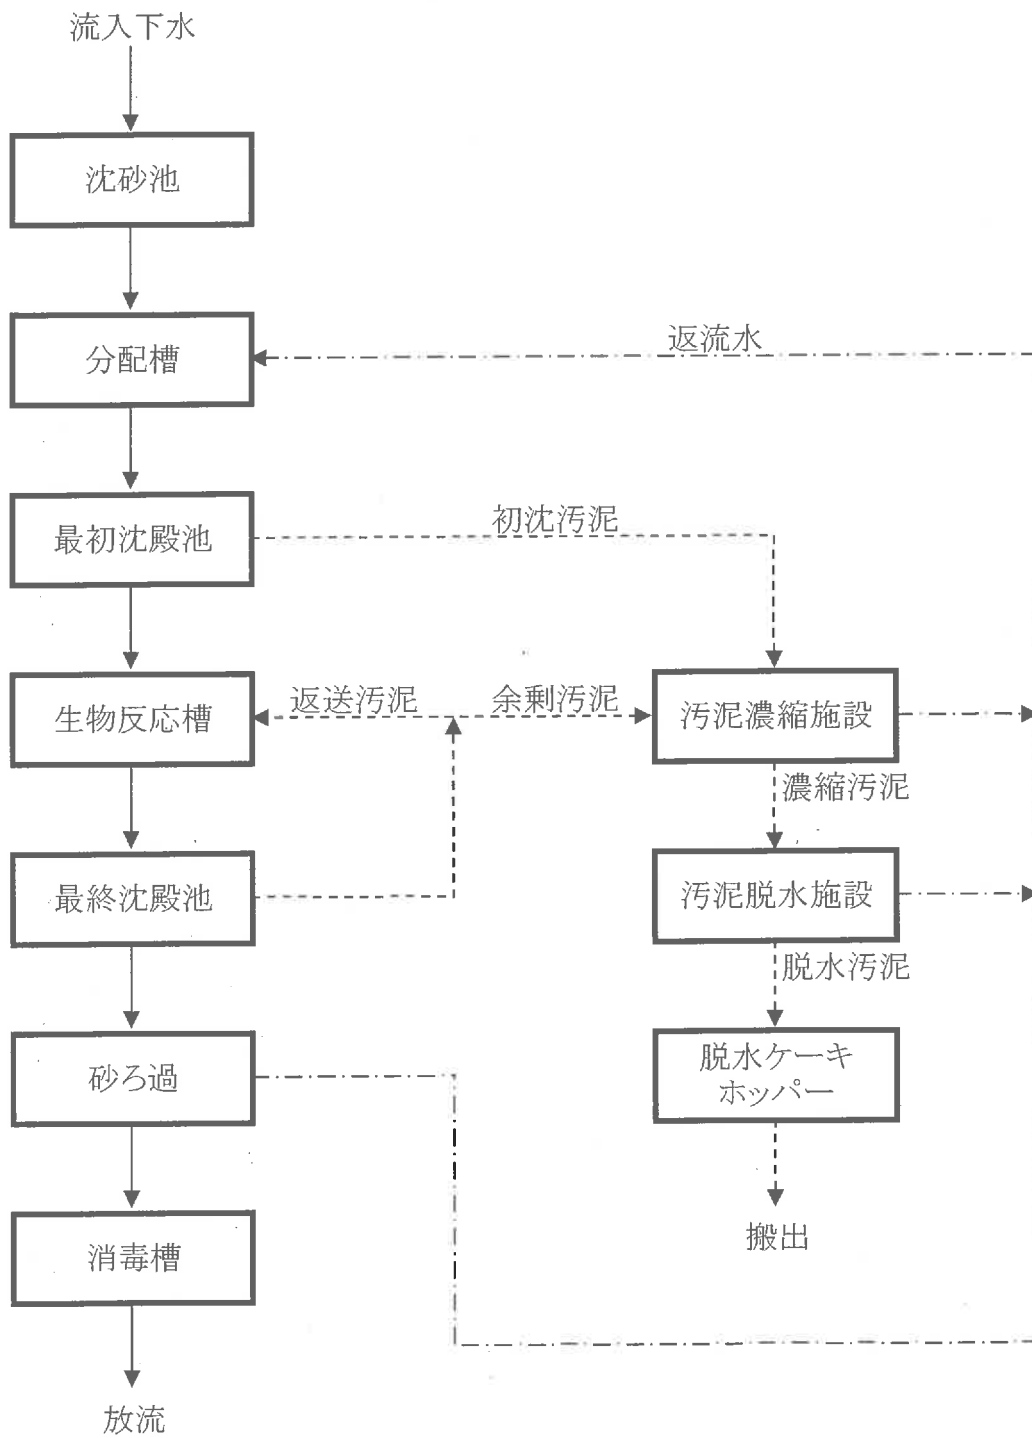 流入下水
沈砂池
分配槽
返流水
最初沈殿池
初沈汚泥
生物反応槽
返送汚泥
余剰汚泥
汚泥濃縮施設
濃縮汚泥
最終沈殿池
汚泥脱水施設
脱水汚泥
砂ろ過
脱水ケーキ
ホッパー
消毒槽
搬出
放流